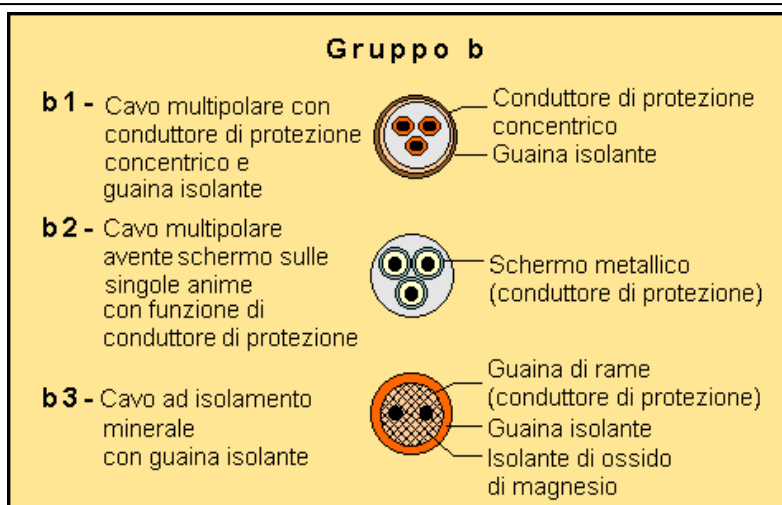 Gruppo b
b1- Cavo multipolare con
conduttore di protezione
concentrico e
guaina isolante
Conduttore di protezione
concentrico
Guaina isolante
b2- Cavo multipolare
avente schermo sulle
singole anime
con funzione di
conduttore di protezione
Schermo metallico
(conduttore di protezione)
b3- Cavo ad isolamento
minerale
con guaina isolante
Guaina di rame
(conduttore di protezione)
Guaina isolante
Isolante di ossido
di magnesio